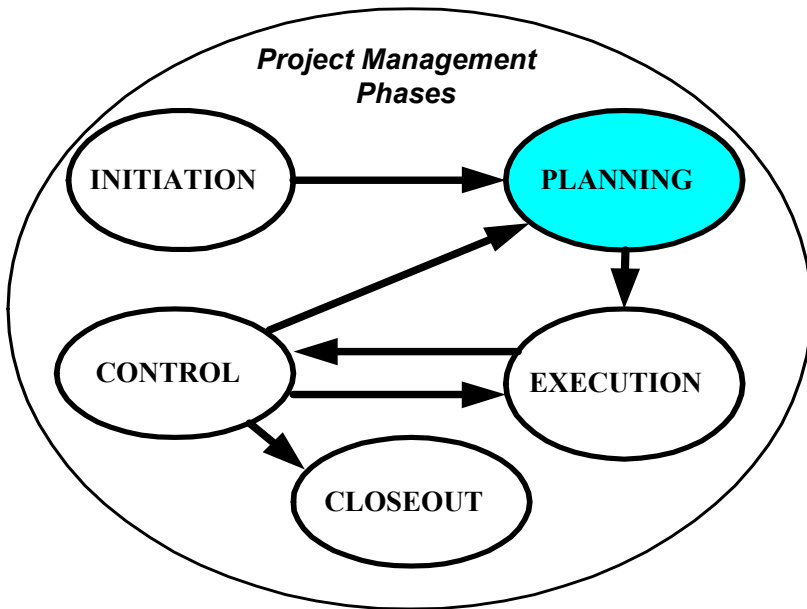 Project Management
Phases
INITIATION
PLANNING
CONTROL
EXECUTION
CLOSEOUT